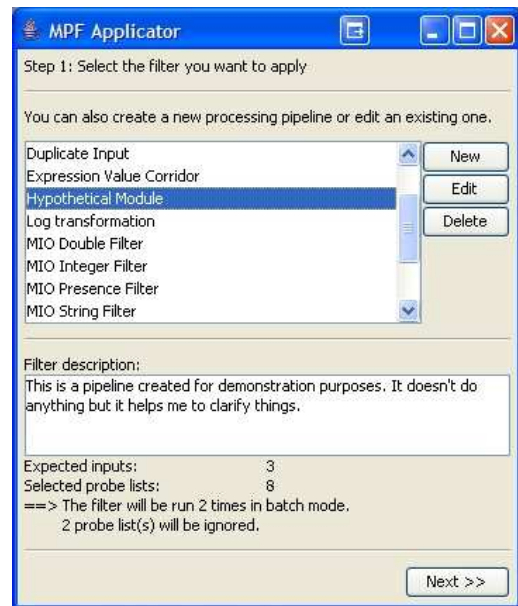 MPF Applicator
Step 1: Select the filter you want to apply
You can also create a new processing pipeline or edit an existing one.
Duplicate Input
Expression Value Corridor
Hypothetical Module
Log transformation
MIO Double Filter
MIO Integer Filter
MIO Presence Filter
MIO String Filter
New
Edit
Delete
Filter description:
This is a pipeline created for demonstration purposes. It doesn't do
anything but it helps me to clarify things.
Expected inputs: 3
Selected probe lists: 8
==> The filter will be run 2 times in batch mode.
2 probe list(s) will be ignored.
Next >>